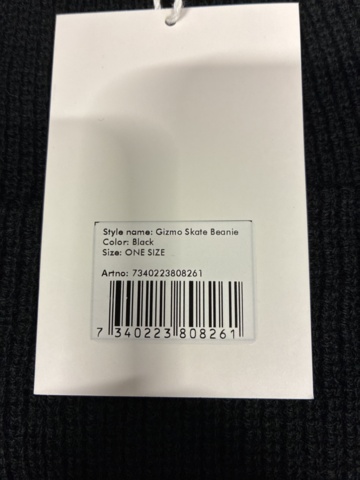 Style name: Gizmo Skate Beanie
Color: Black
Size: ONE SIZE
Artno: 7340223808261
7 340223 808261